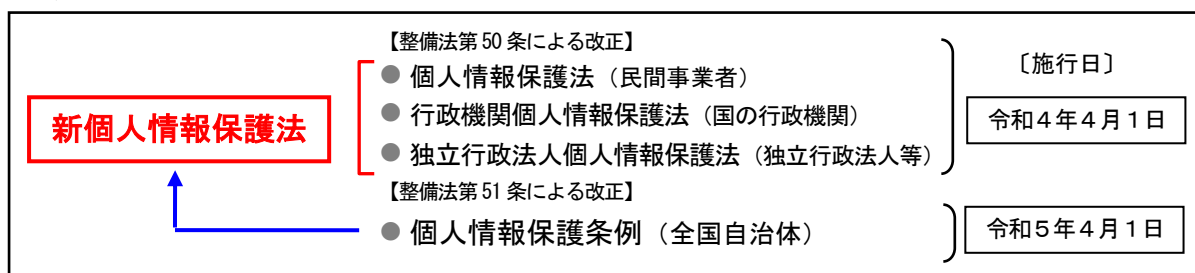 【整備法第50条による改正】
● 個人情報保護法（民間事業者）
● 行政機関個人情報保護法（国の行政機関）
● 独立行政法人個人情報保護法（独立行政法人等）
〔施行日〕
令和４年４月１日
新個人情報保護法
【整備法第51条による改正】
● 個人情報保護条例（全国自治体）
令和５年４月１日